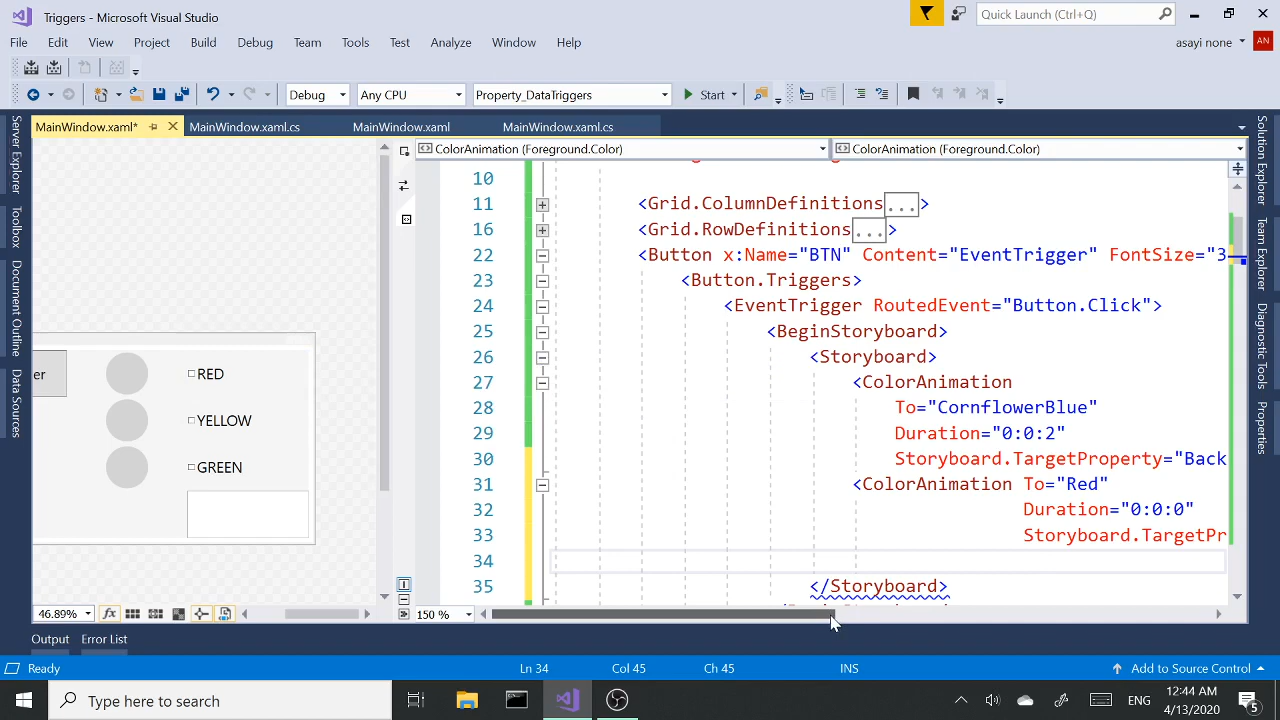 Triggers - Microsoft Visual Studio
Quick Launch (Ctrl+Q)
File Edit View Project Build Debug Team Tools Test Analyze Window Help
asayi none AN
Debug Any CPU Property_DataTriggers Start
MainWindow.xaml* MainWindow.xaml.cs MainWindow.xaml MainWindow.xaml.cs
ColorAnimation (Foreground.Color) ColorAnimation (Foreground.Color)
Server Explorer
Toolbox
Document Outline
Data Sources
er
RED
YELLOW
GREEN
10
11 <Grid.ColumnDefinitions...>
16 <Grid.RowDefinitions...>
22 <Button x:Name="BTN" Content="EventTrigger" FontSize="3
23 <Button.Triggers>
24 <EventTrigger RoutedEvent="Button.Click">
25 <BeginStoryboard>
26 <Storyboard>
27 <ColorAnimation
28 To="CornflowerBlue"
29 Duration="0:0:2"
30 Storyboard.TargetProperty="Back
31 <ColorAnimation To="Red"
32 Duration="0:0:0"
33 Storyboard.TargetPr
34
35 </Storyboard>
Solution Explorer
Team Explorer
Diagnostic Tools
Properties
46.89% fx
150 %
Output Error List
Ready Ln 34 Col 45 Ch 45 INS Add to Source Control
Type here to search
ENG
12:44 AM
4/13/2020
5